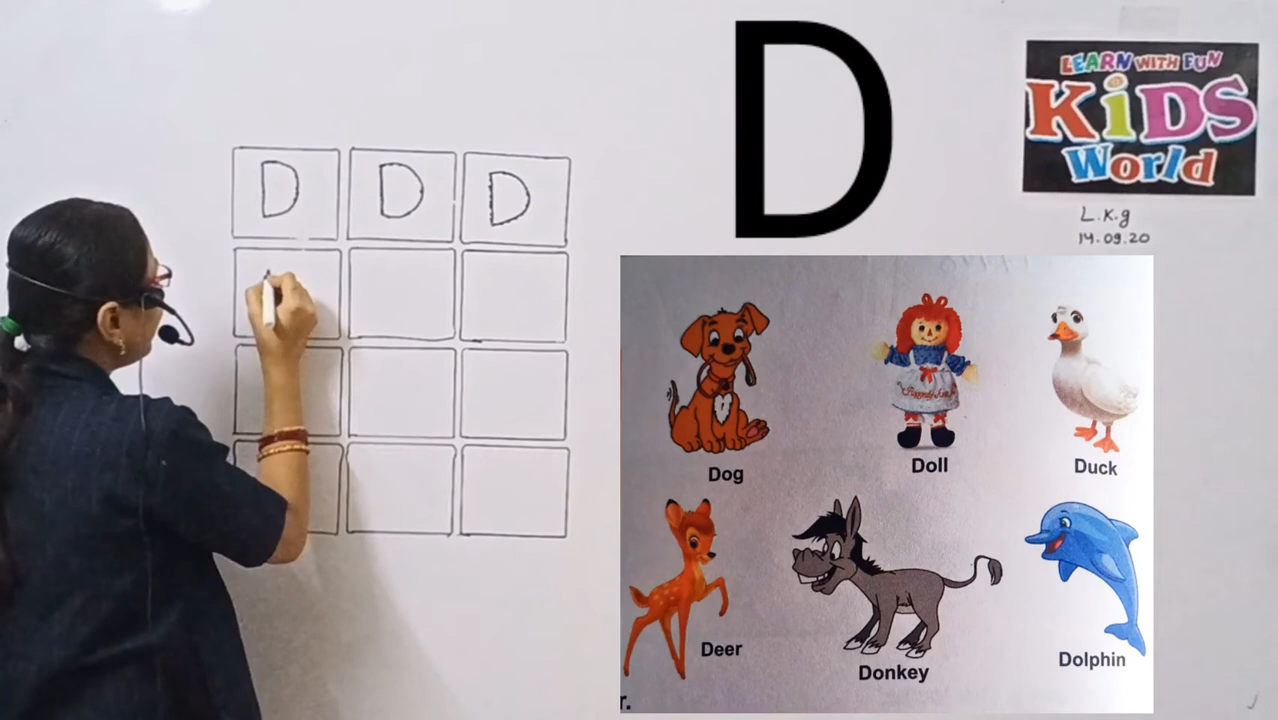 D
LEARN WITH FUN
KiDS
World
L.K.g
14.09.20
D D D
Dog
Doll
Duck
Deer
Donkey
Dolphin
r.